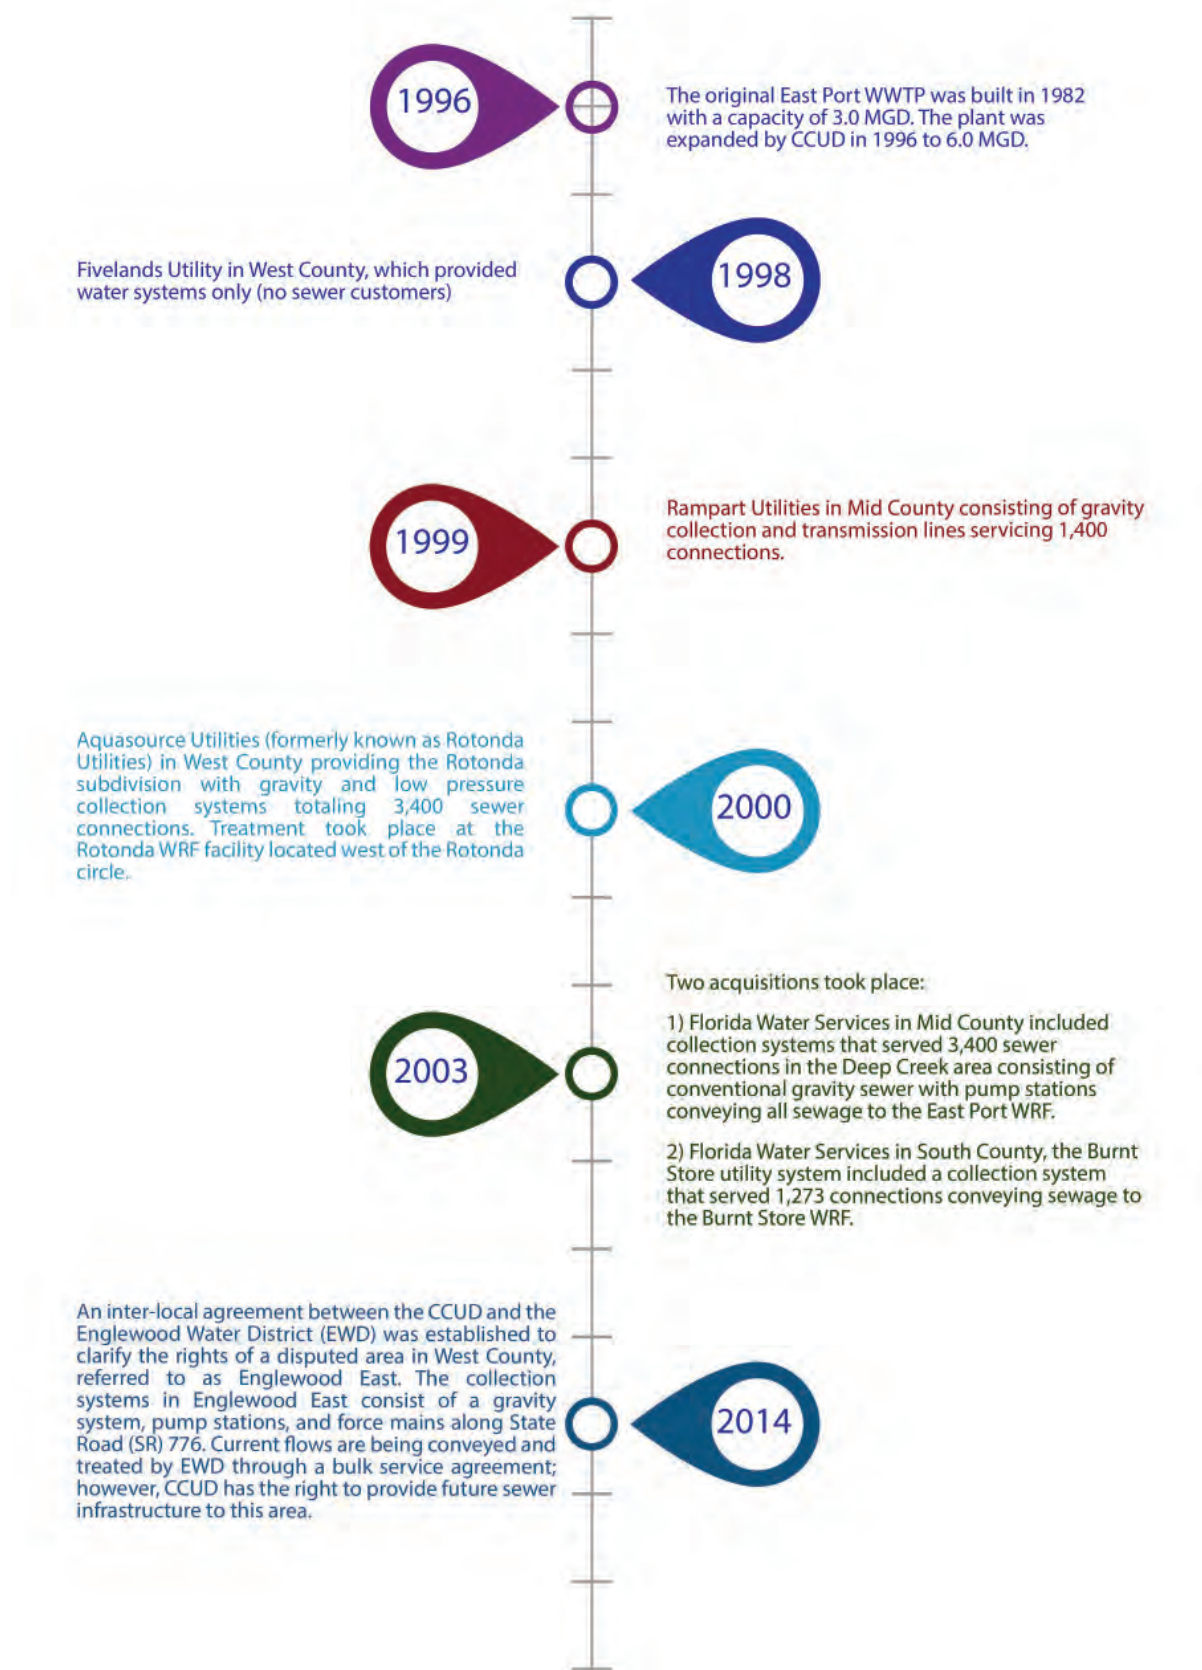 1996
The original East Port WWTP was built in 1982
with a capacity of 3.0 MGD. The plant was
expanded by CCUD in 1996 to 6.0 MGD.
Fivelands Utility in West County, which provided
water systems only (no sewer customers)
1998
1999
Rampart Utilities in Mid County consisting of gravity
collection and transmission lines servicing 1,400
connections.
Aquasource Utilities (formerly known as Rotonda
Utilities) in West County providing the Rotonda
subdivision with gravity and low pressure
collection systems totaling 3,400 sewer
connections. Treatment took place at the
Rotonda WRF facility located west of the Rotonda
circle.
2000
2003
Two acquisitions took place:
1) Florida Water Services in Mid County included
collection systems that served 3,400 sewer
connections in the Deep Creek area consisting of
conventional gravity sewer with pump stations
conveying all sewage to the East Port WRF.
2) Florida Water Services in South County, the Burnt
Store utility system included a collection system
that served 1,273 connections conveying sewage to
the Burnt Store WRF.
An inter-local agreement between the CCUD and the
Englewood Water District (EWD) was established to
clarify the rights of a disputed area in West County,
referred to as Englewood East. The collection
systems in Englewood East consist of a gravity
system, pump stations, and force mains along State
Road (SR) 776. Current flows are being conveyed and
treated by EWD through a bulk service agreement;
however, CCUD has the right to provide future sewer
infrastructure to this area.
2014